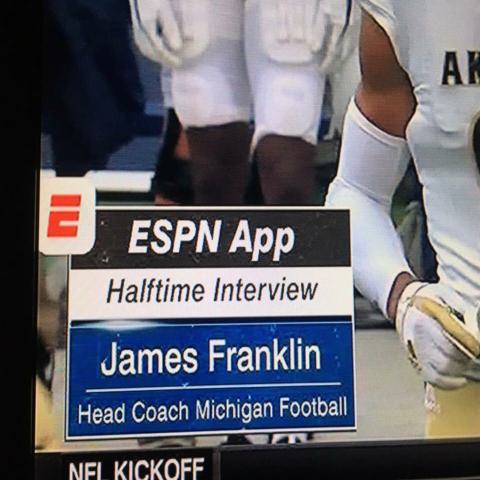 AK
E
ESPN App
Halftime Interview
James Franklin
Head Coach Michigan Football
NFL KICKOFF